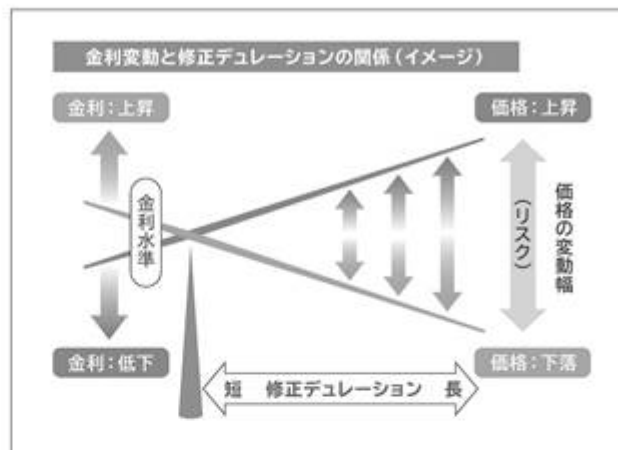 金利変動と修正デュレーションの関係（イメージ）
金利：上昇
価格：上昇
金利水準
価格の変動幅
（リスク）
金利：低下
短 修正デュレーション 長
価格：下落